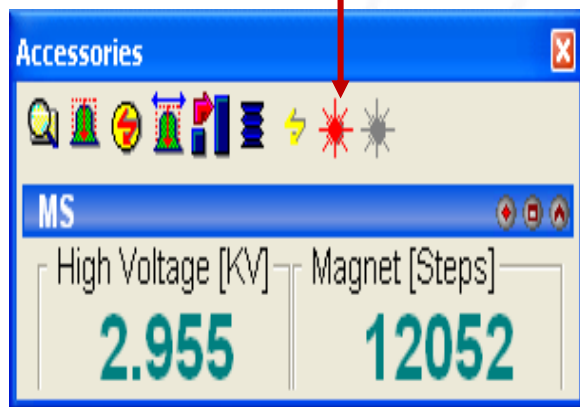 Accessories
MS
High Voltage [KV]
Magnet [Steps]
2.955
12052